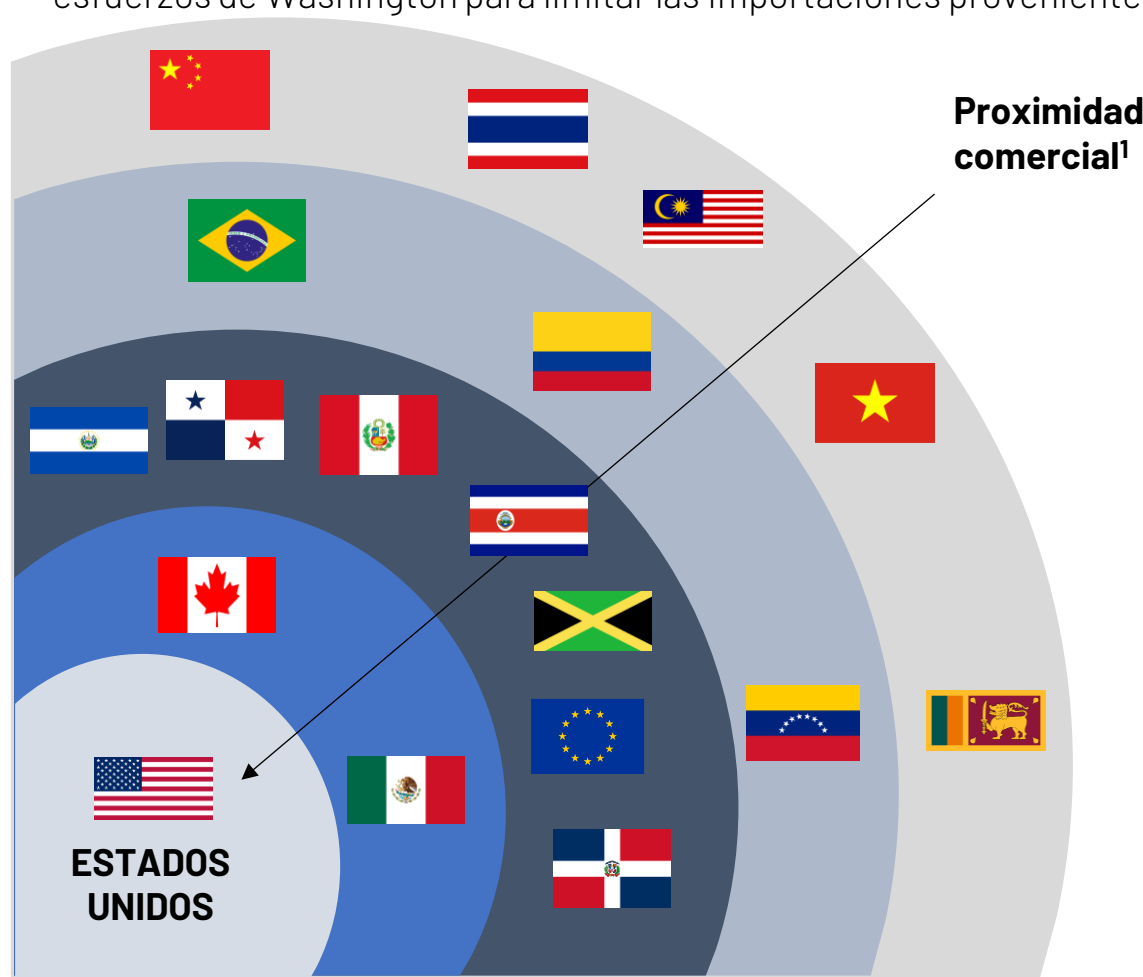 esfuerzos de Washington para limitar las importaciones proveniente
Proximidad
comercial¹
ESTADOS
UNIDOS